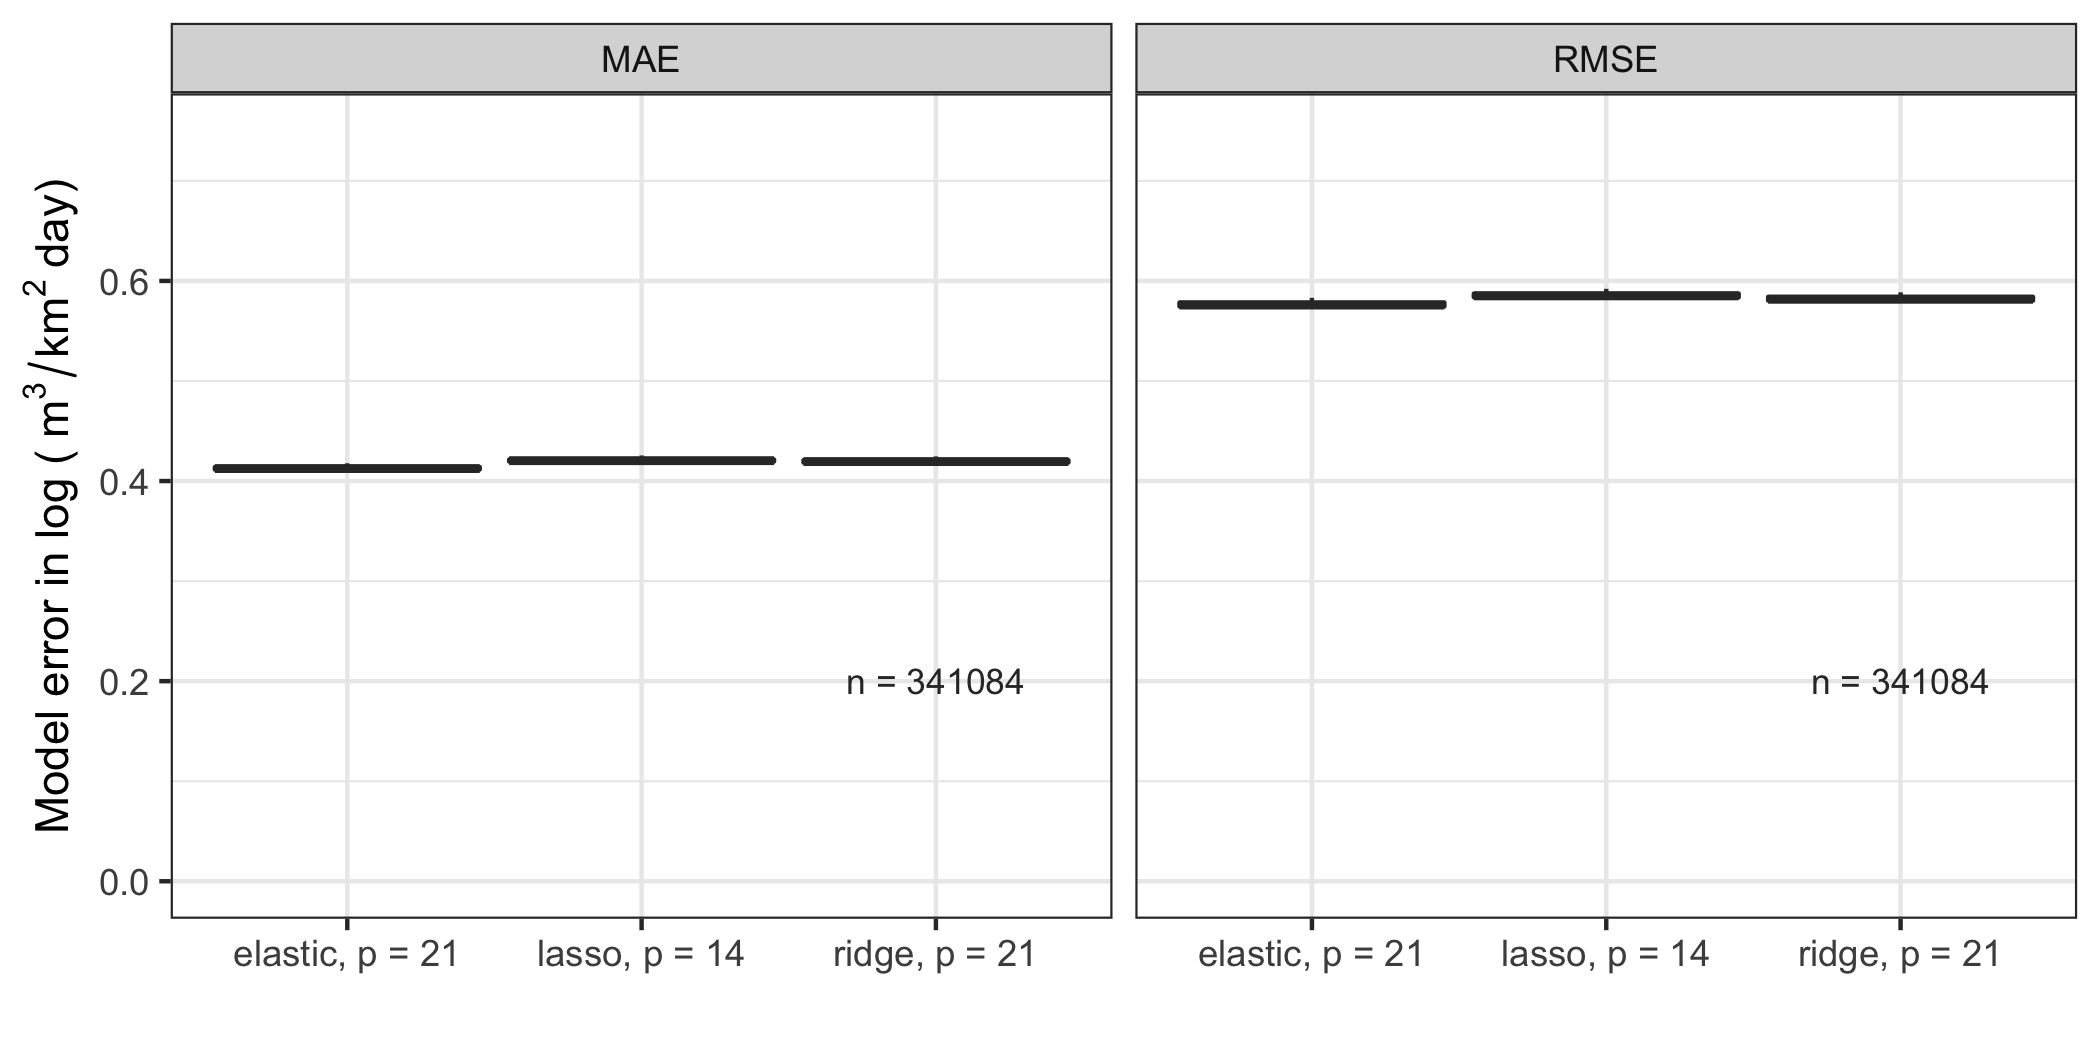 MAE
RMSE
Model error in log ( m³/km² day)
0.6
0.4
0.2
0.0
n = 341084
n = 341084
elastic, p = 21
lasso, p = 14
ridge, p = 21
elastic, p = 21
lasso, p = 14
ridge, p = 21